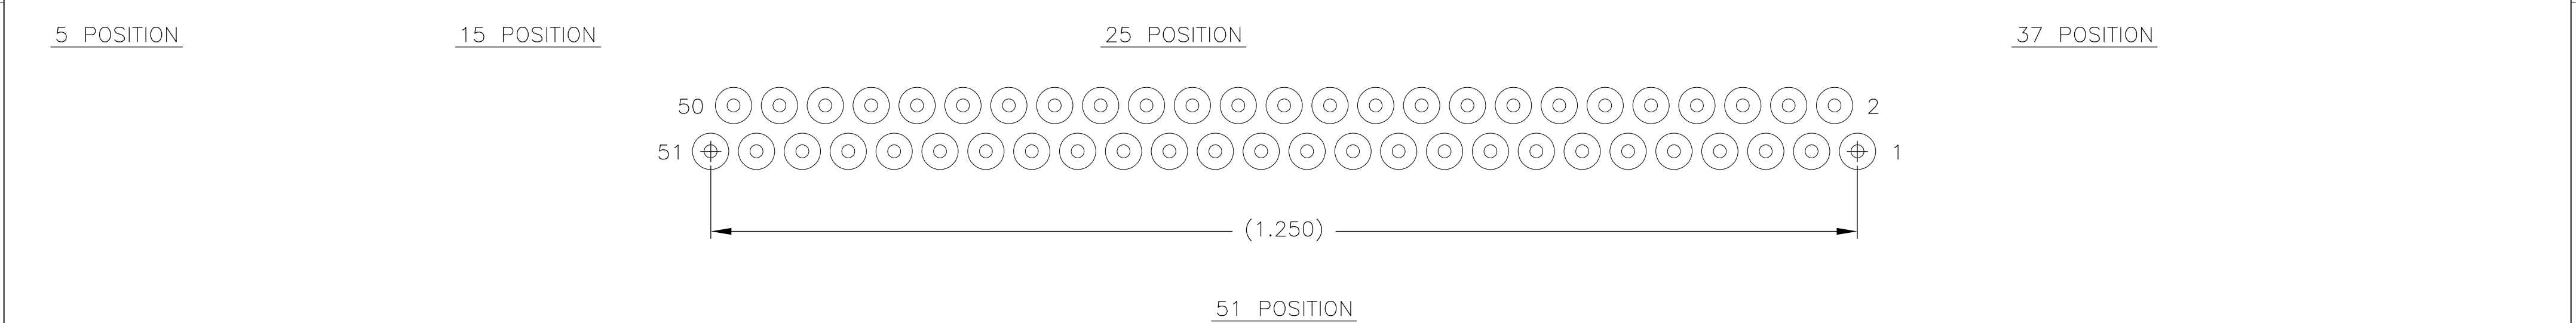 5 POSITION
15 POSITION
25 POSITION
37 POSITION
50
2
51
1
(1.250)
51 POSITION